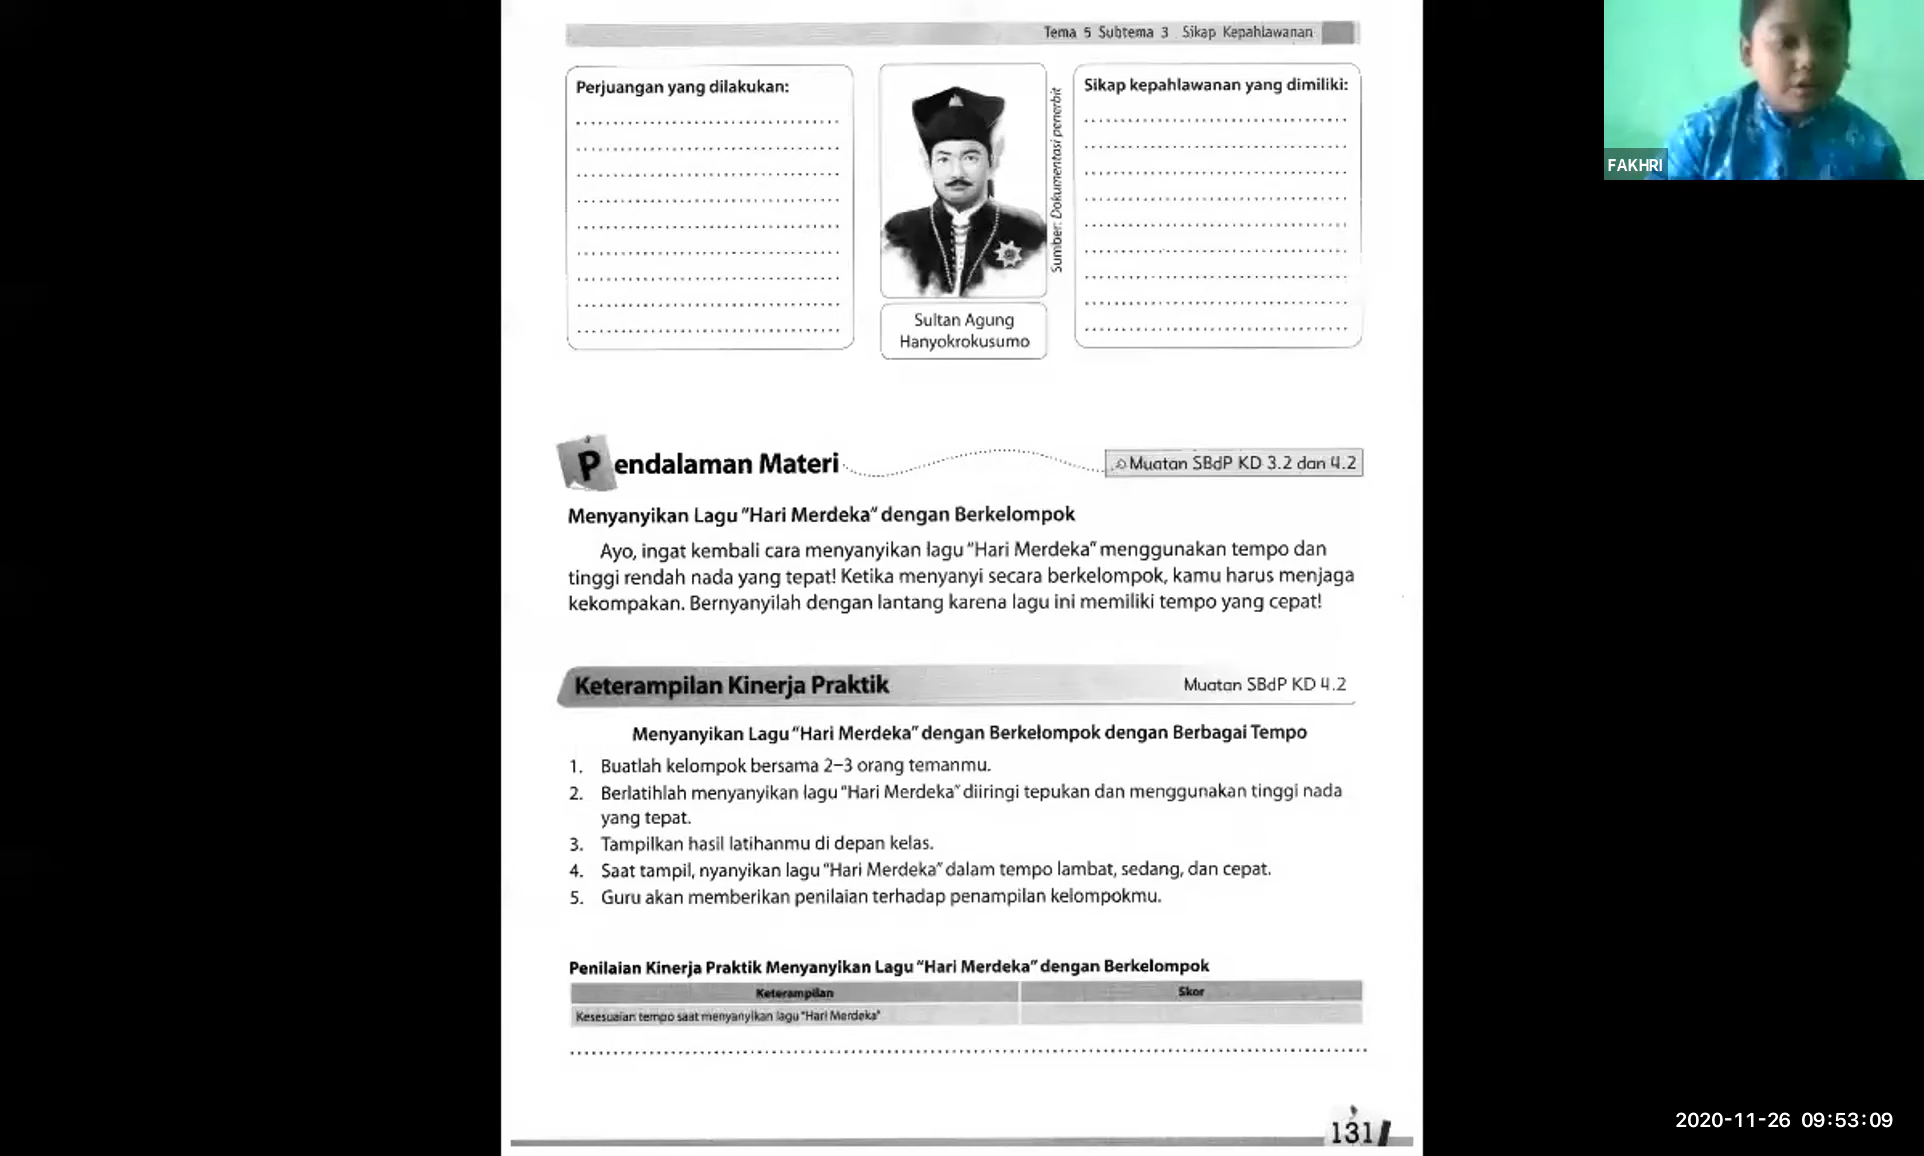 Tema 5 Subtema 3 Sikap Kepahlawanan
Perjuangan yang dilakukan:
Sumber: Dokumentasi penerbit
Sultan Agung
Hanyokrokusumo
Sikap kepahlawanan yang dimiliki:
FAKHRI
Pendalaman Materi
Muatan SBdP KD 3.2 dan 4.2
Menyanyikan Lagu "Hari Merdeka" dengan Berkelompok
Ayo, ingat kembali cara menyanyikan lagu "Hari Merdeka" menggunakan tempo dan
tinggi rendah nada yang tepat! Ketika menyanyi secara berkelompok, kamu harus menjaga
kekompakan. Bernyanyilah dengan lantang karena lagu ini memiliki tempo yang cepat!
Keterampilan Kinerja Praktik
Muatan SBdP KD 4.2
Menyanyikan Lagu "Hari Merdeka" dengan Berkelompok dengan Berbagai Tempo
1. Buatlah kelompok bersama 2–3 orang temanmu.
2. Berlatihlah menyanyikan lagu "Hari Merdeka" diiringi tepukan dan menggunakan tinggi nada
yang tepat.
3. Tampilkan hasil latihanmu di depan kelas.
4. Saat tampil, nyanyikan lagu "Hari Merdeka" dalam tempo lambat, sedang, dan cepat.
5. Guru akan memberikan penilaian terhadap penampilan kelompokmu.
Penilaian Kinerja Praktik Menyanyikan Lagu "Hari Merdeka" dengan Berkelompok
Keterampilan Skor
Kesesuaian tempo saat menyanyikan lagu "Hari Merdeka"
131
2020-11-26 09:53:09